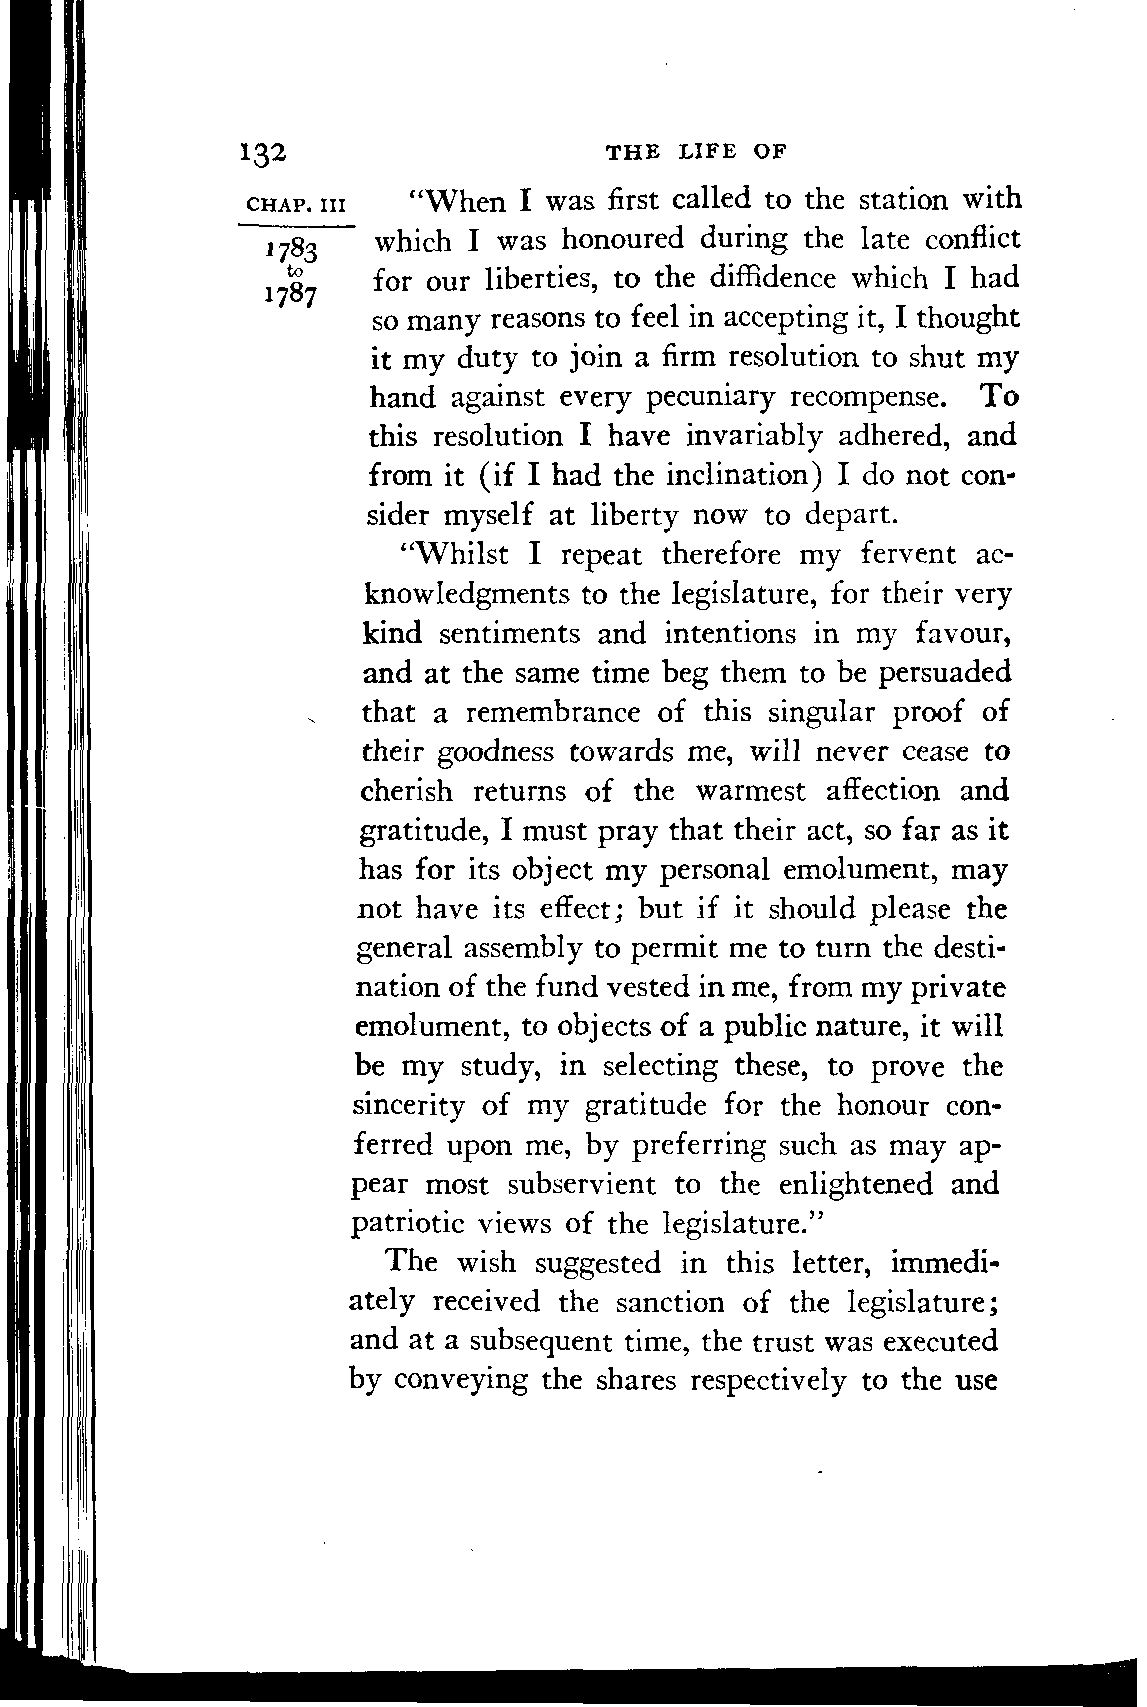 132 THE LIFE OF
CHAP. III
1783
to
1787
“When I was first called to the station with
which I was honoured during the late conflict
for our liberties, to the diffidence which I had
so many reasons to feel in accepting it, I thought
it my duty to join a firm resolution to shut my
hand against every pecuniary recompense. To
this resolution I have invariably adhered, and
from it (if I had the inclination) I do not con-
sider myself at liberty now to depart.
“Whilst I repeat therefore my fervent ac-
knowledgments to the legislature, for their very
kind sentiments and intentions in my favour,
and at the same time beg them to be persuaded
that a remembrance of this singular proof of
their goodness towards me, will never cease to
cherish returns of the warmest affection and
gratitude, I must pray that their act, so far as it
has for its object my personal emolument, may
not have its effect; but if it should please the
general assembly to permit me to turn the desti-
nation of the fund vested in me, from my private
emolument, to objects of a public nature, it will
be my study, in selecting these, to prove the
sincerity of my gratitude for the honour con-
ferred upon me, by preferring such as may ap-
pear most subservient to the enlightened and
patriotic views of the legislature.”
The wish suggested in this letter, immedi-
ately received the sanction of the legislature;
and at a subsequent time, the trust was executed
by conveying the shares respectively to the use